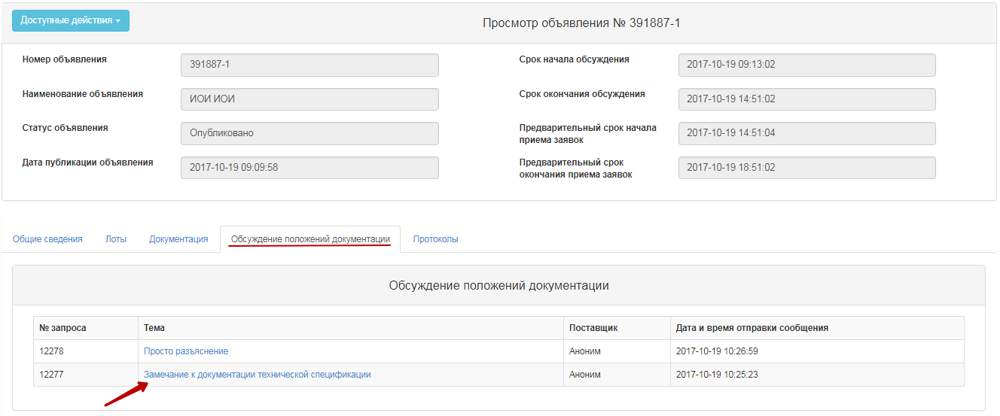 Доступные действия
Просмотр объявления № 391887-1
Номер объявления
391887-1
Срок начала обсуждения
2017-10-19 09:13:02
Наименование объявления
ИОИ ИОИ
Срок окончания обсуждения
2017-10-19 14:51:02
Статус объявления
Опубликовано
Предварительный срок начала
приема заявок
2017-10-19 14:51:04
Дата публикации объявления
2017-10-19 09:09:58
Предварительный срок
окончания приема заявок
2017-10-19 18:51:02
Общие сведения Лоты Документация Обсуждение положений документации Протоколы
Обсуждение положений документации
№ запроса Тема Поставщик Дата и время отправки сообщения
12278 Просто разъяснение Аноним 2017-10-19 10:26:59
12277 Замечание к документации технической спецификации Аноним 2017-10-19 10:25:23